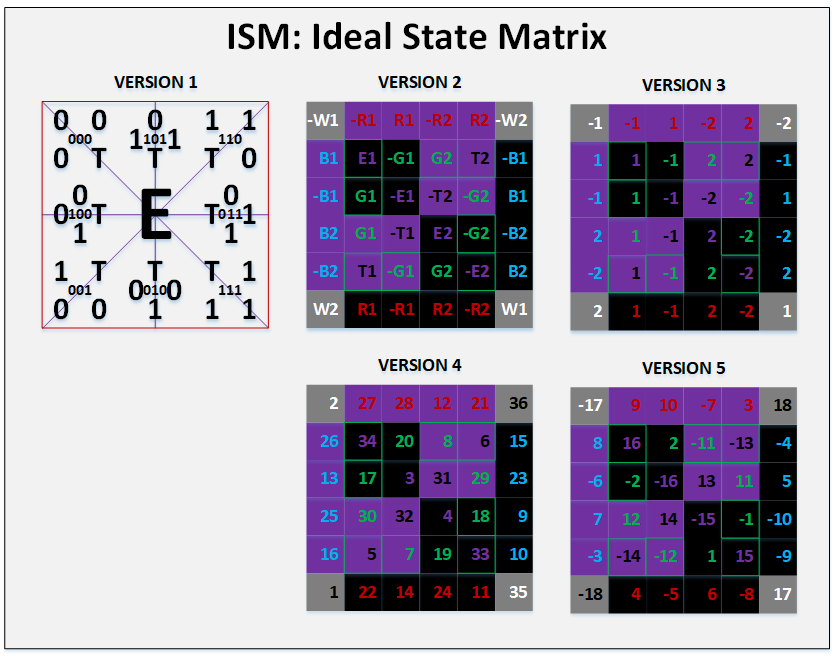 ISM: Ideal State Matrix
VERSION 1
0 0 0 1 1
000 1 101 1 110
0 T T T 0
0 0
0 100 T E T 011 1
1 1
1 T T T 1
001 0 010 0 111
0 0 1 1 1
VERSION 2
-W1 -R1 R1 -R2 R2 -W2
B1 E1 -G1 G2 T2 -B1
-B1 G1 -E1 -T2 -G2 B1
B2 G1 -T1 E2 -G2 -B2
-B2 T1 -G1 G2 -E2 B2
W2 R1 -R1 R2 -R2 W1
VERSION 3
-1 -1 1 -2 2 -2
1 1 -1 2 2 -1
-1 1 -1 -2 -2 1
2 1 -1 2 -2 -2
-2 1 -1 2 -2 2
2 1 -1 2 -2 1
VERSION 4
2 27 28 12 21 36
26 34 20 8 6 15
13 17 3 31 29 23
25 30 32 4 18 9
16 5 7 19 33 10
1 22 14 24 11 35
VERSION 5
-17 9 10 -7 3 18
8 16 2 -11 -13 -4
-6 -2 -16 13 11 5
7 12 14 -15 -1 -10
-3 -14 -12 1 15 -9
-18 4 -5 6 -8 17